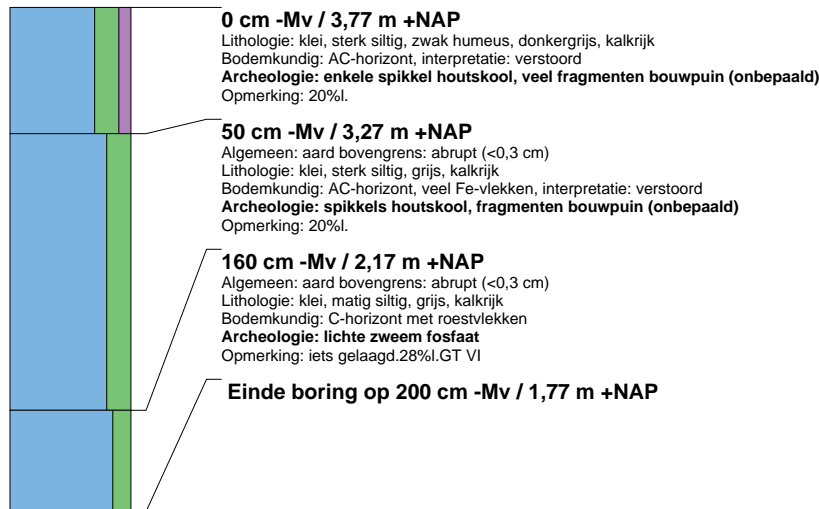 0 cm -Mv / 3,77 m +NAP
Lithologie: klei, sterk siltig, zwak humeus, donkergrijs, kalkrijk
Bodemkundig: AC-horizont, interpretatie: verstoord
Archeologie: enkele spikkel houtskool, veel fragmenten bouwpuin (onbepaald)
Opmerking: 20%l.
50 cm -Mv / 3,27 m +NAP
Algemeen: aard bovengrens: abrupt (<0,3 cm)
Lithologie: klei, sterk siltig, grijs, kalkrijk
Bodemkundig: AC-horizont, veel Fe-vlekken, interpretatie: verstoord
Archeologie: spikkels houtskool, fragmenten bouwpuin (onbepaald)
Opmerking: 20%l.
160 cm -Mv / 2,17 m +NAP
Algemeen: aard bovengrens: abrupt (<0,3 cm)
Lithologie: klei, matig siltig, grijs, kalkrijk
Bodemkundig: C-horizont met roestvlekken
Archeologie: lichte zweem fosfaat
Opmerking: iets gelaagd.28%l.GT VI
Einde boring op 200 cm -Mv / 1,77 m +NAP